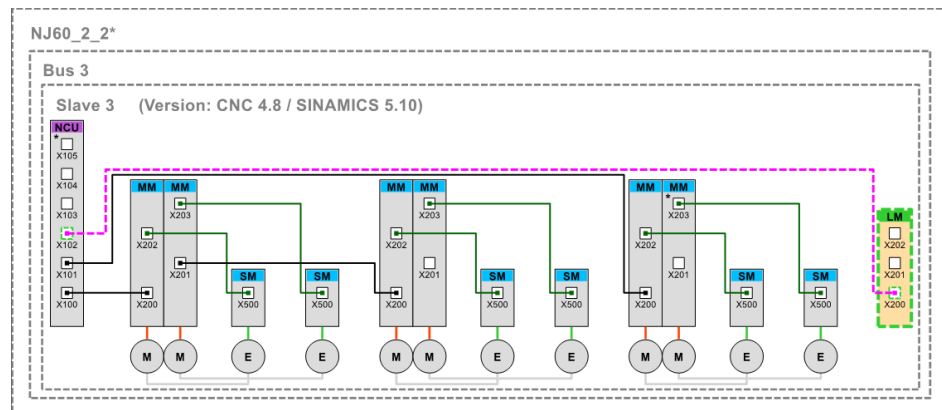 NJ60_2_2*
Bus 3
Slave 3 (Version: CNC 4.8 / SINAMICS 5.10)
NCU
*
X105
X104
X103
X102
X101
X100
MM MM
X203
X202
X201
X200
SM SM
X500 X500
M M E E
MM MM
X203
X202
X201
X200
SM SM
X500 X500
M M E E
MM MM
* X203
X202
X201
X200
SM SM
X500 X500
M M E E
LM
X202
X201
X200